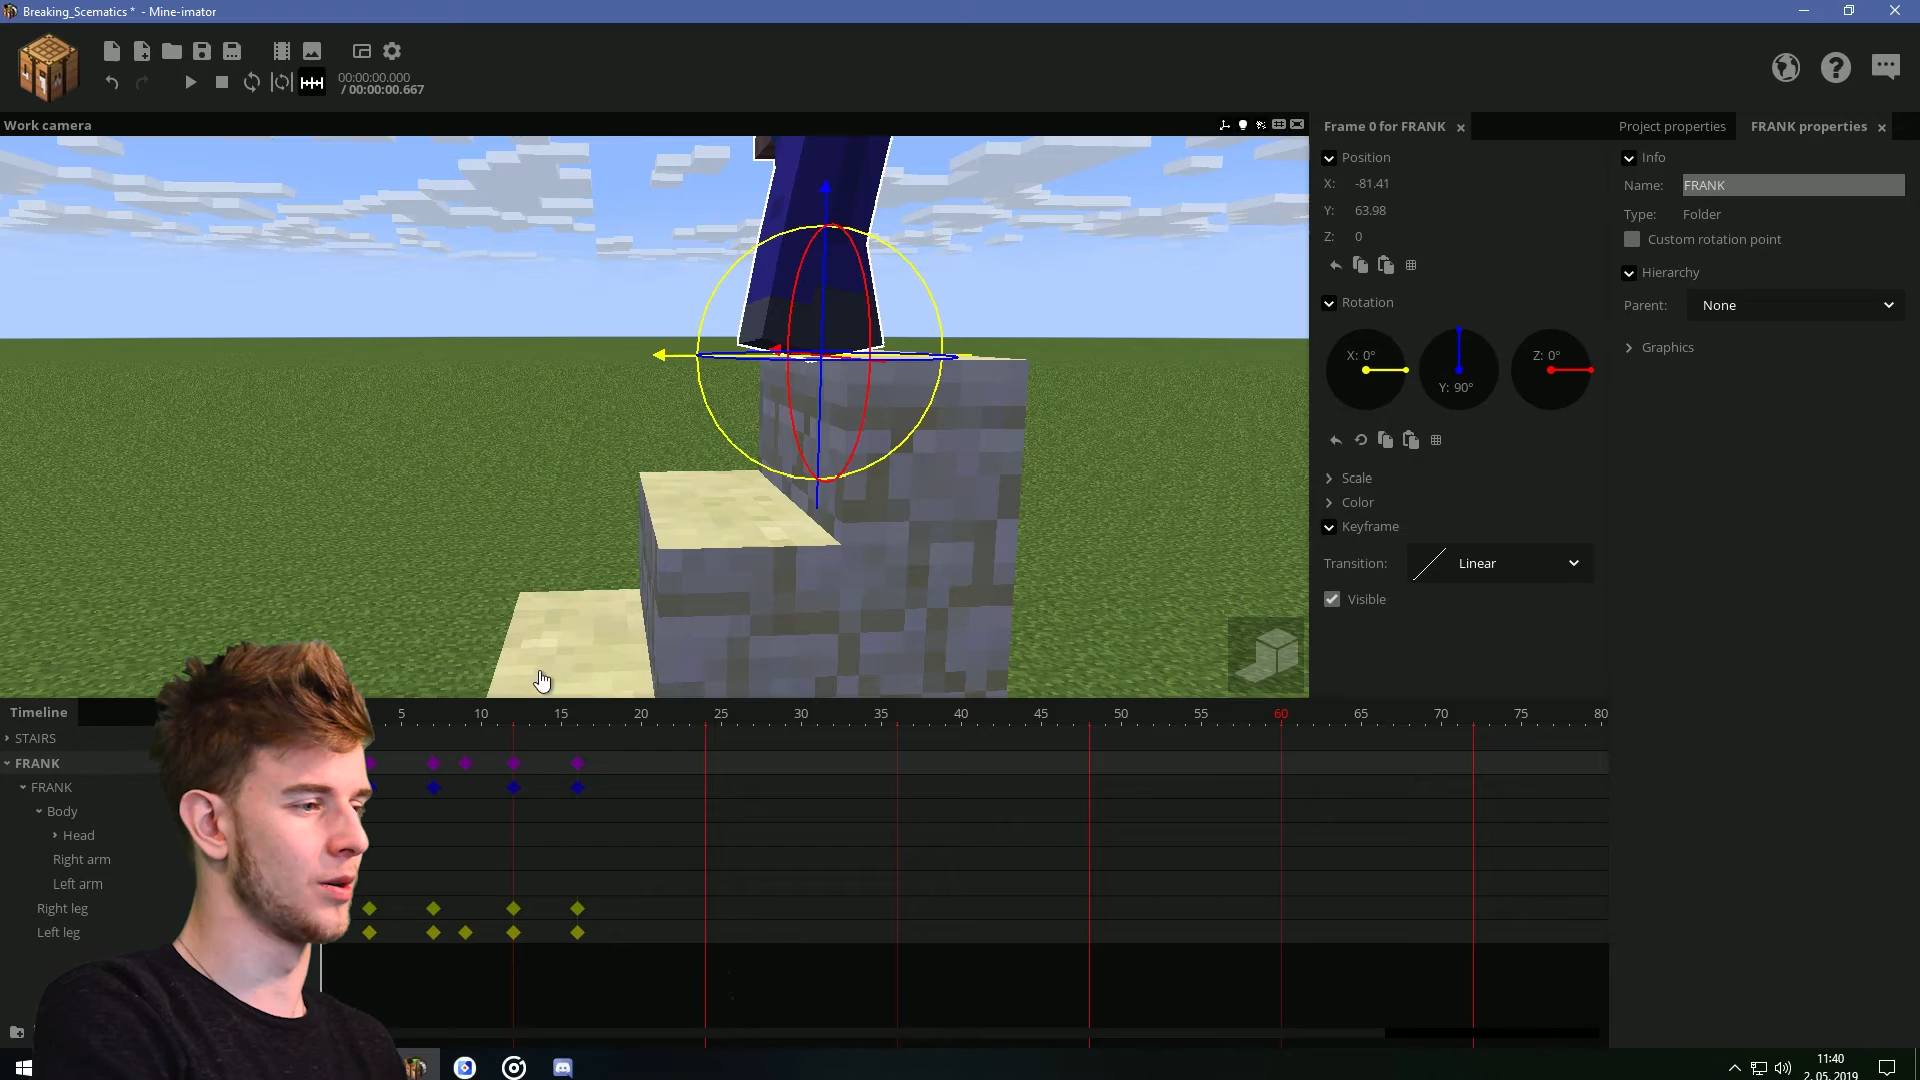 Breaking_Scematics * - Mine-imator
00:00:00.000
/ 00:00:00.667
Work camera
Frame 0 for FRANK
Position
X: -81.41
Y: 63.98
Z: 0
Rotation
X: 0°
Y: 90°
Z: 0°
Scale
Color
Keyframe
Transition: Linear
Visible
Project properties
FRANK properties
Info
Name: FRANK
Type: Folder
Custom rotation point
Hierarchy
Parent: None
Graphics
Timeline
5 10 15 20 25 30 35 40 45 50 55 60 65 70 75 80
STAIRS
FRANK
FRANK
Body
Head
Right arm
Left arm
Right leg
Left leg
11:40
2. 05. 2019